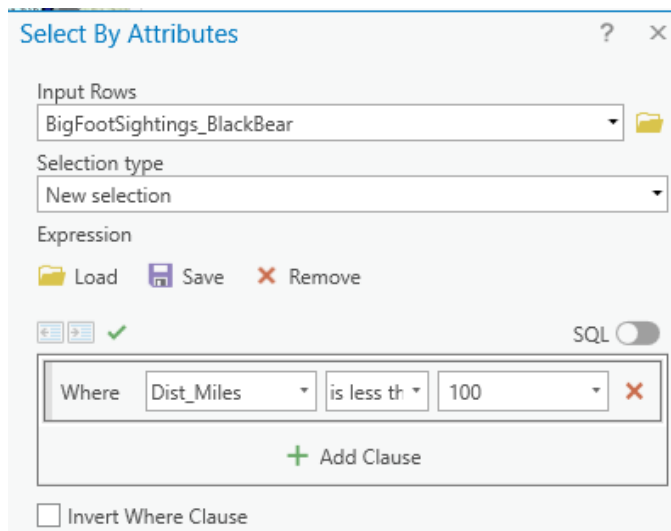 Select By Attributes ? ×
Input Rows
BigFootSightings_BlackBear
Selection type
New selection
Expression
Load Save Remove
SQL
Where Dist_Miles is less th 100
Add Clause
Invert Where Clause